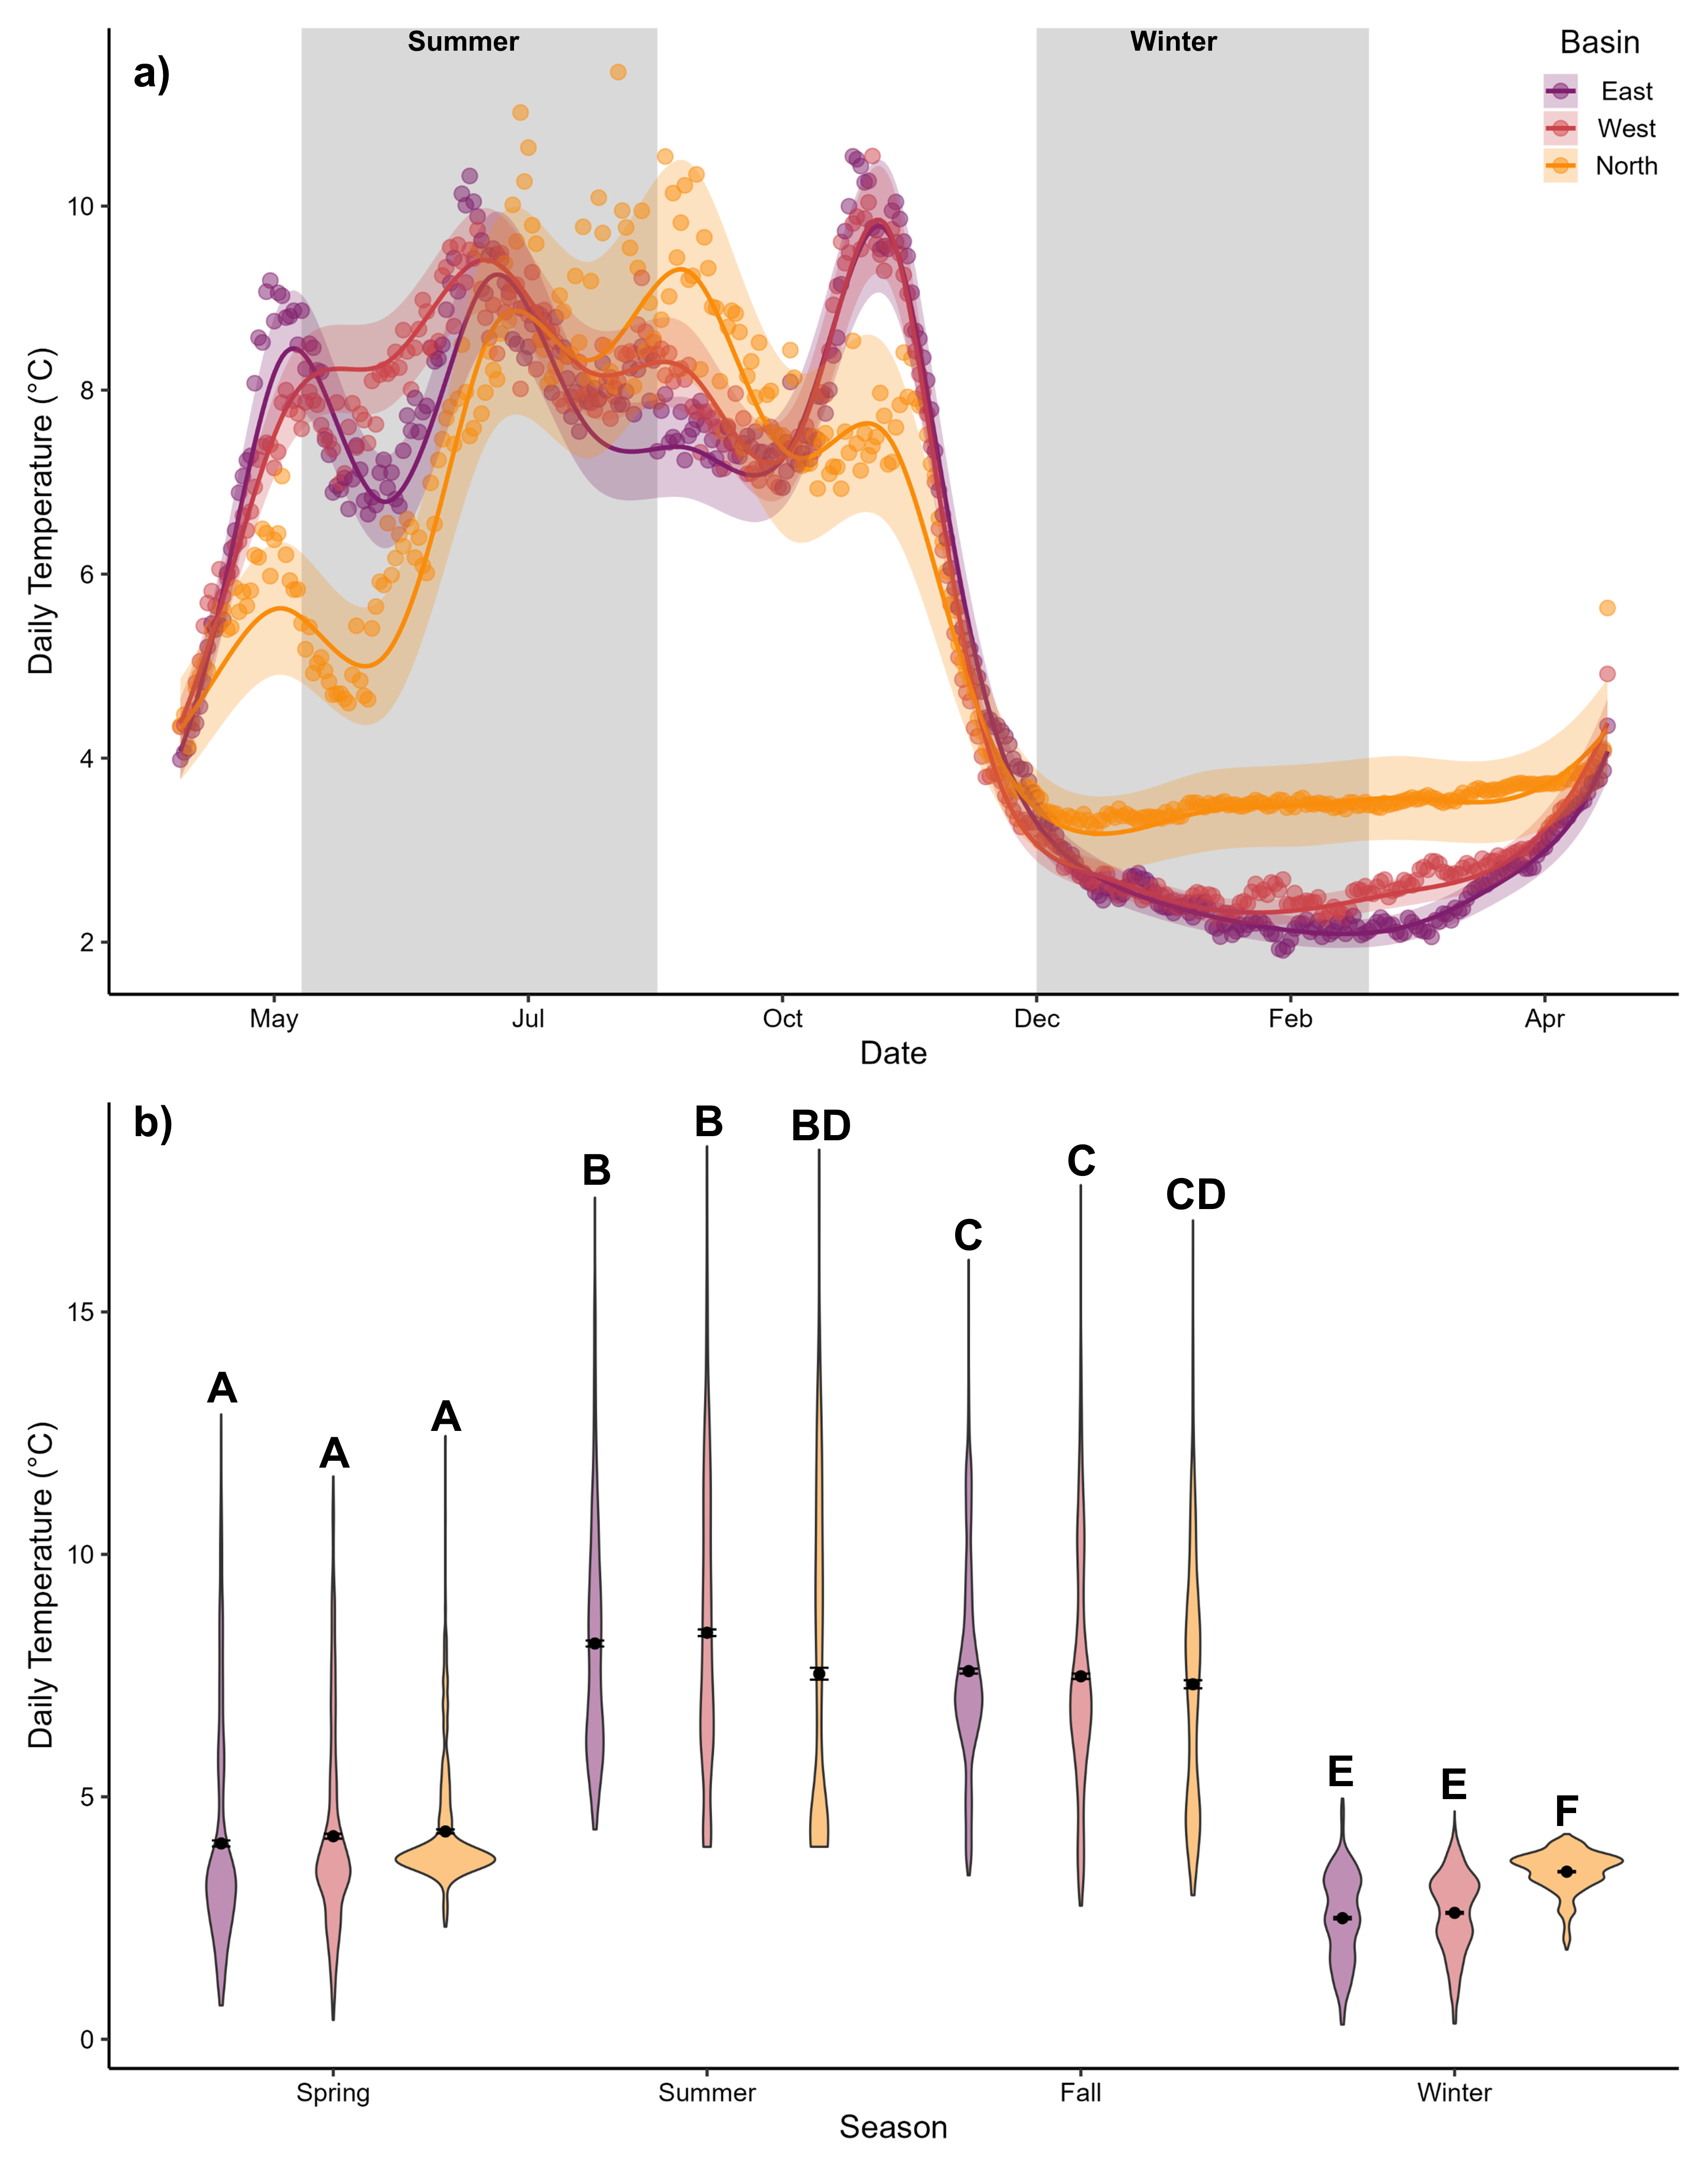 a)
Summer
Winter
Basin
East
West
North
Daily Temperature (°C)
10
8
6
4
2
May
Jul
Oct
Dec
Feb
Apr
Date
b)
B
B
BD
C
C
CD
A
A
A
E
E
F
Daily Temperature (°C)
15
10
5
0
Spring
Summer
Fall
Winter
Season